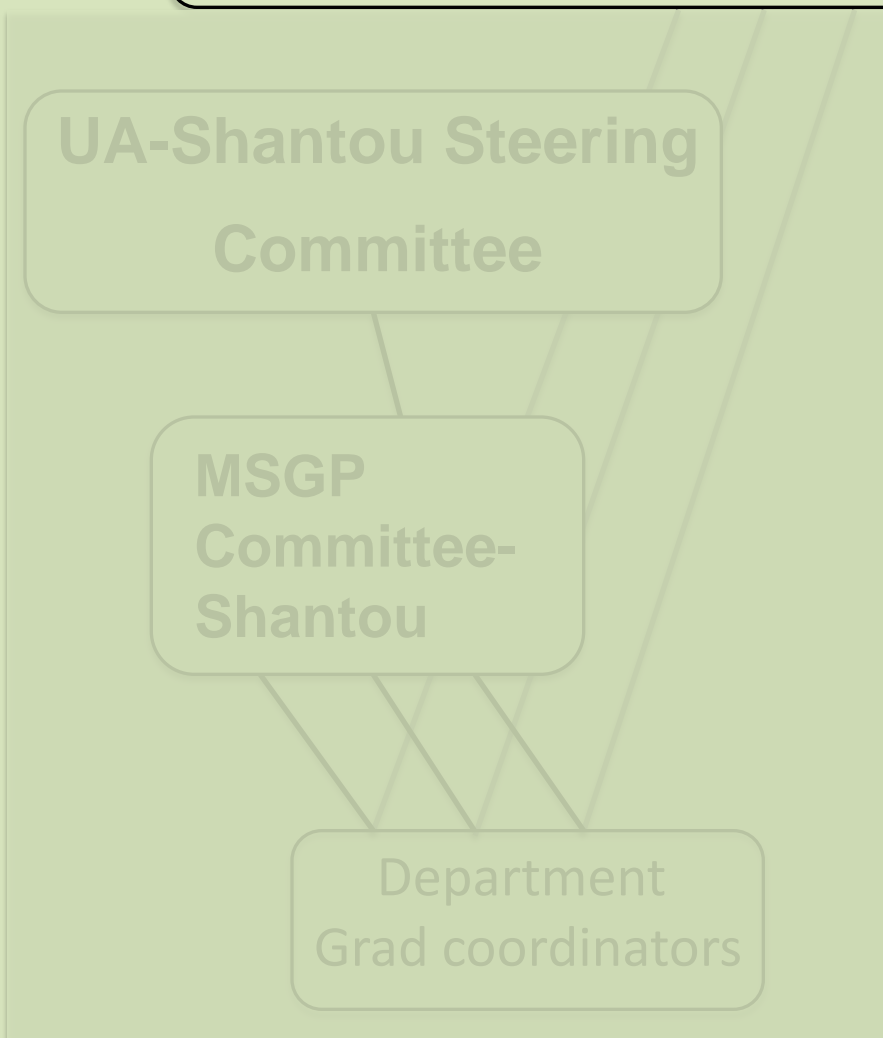 UA-Shantou Steering
Committee
MSGP
Committee-
Shantou
Department
Grad coordinators